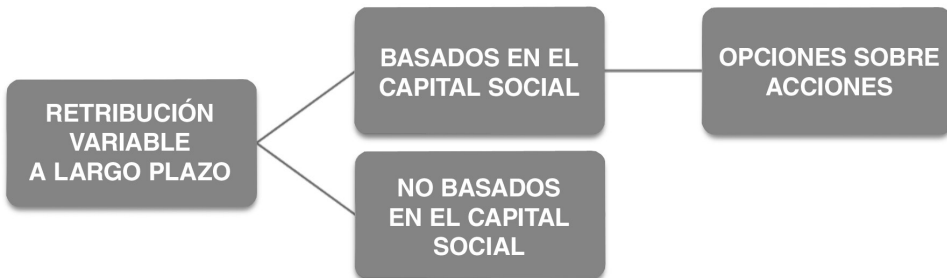 RETRIBUCIÓN
VARIABLE
A LARGO PLAZO
BASADOS EN EL
CAPITAL SOCIAL
OPCIONES SOBRE
ACCIONES
NO BASADOS
EN EL CAPITAL
SOCIAL